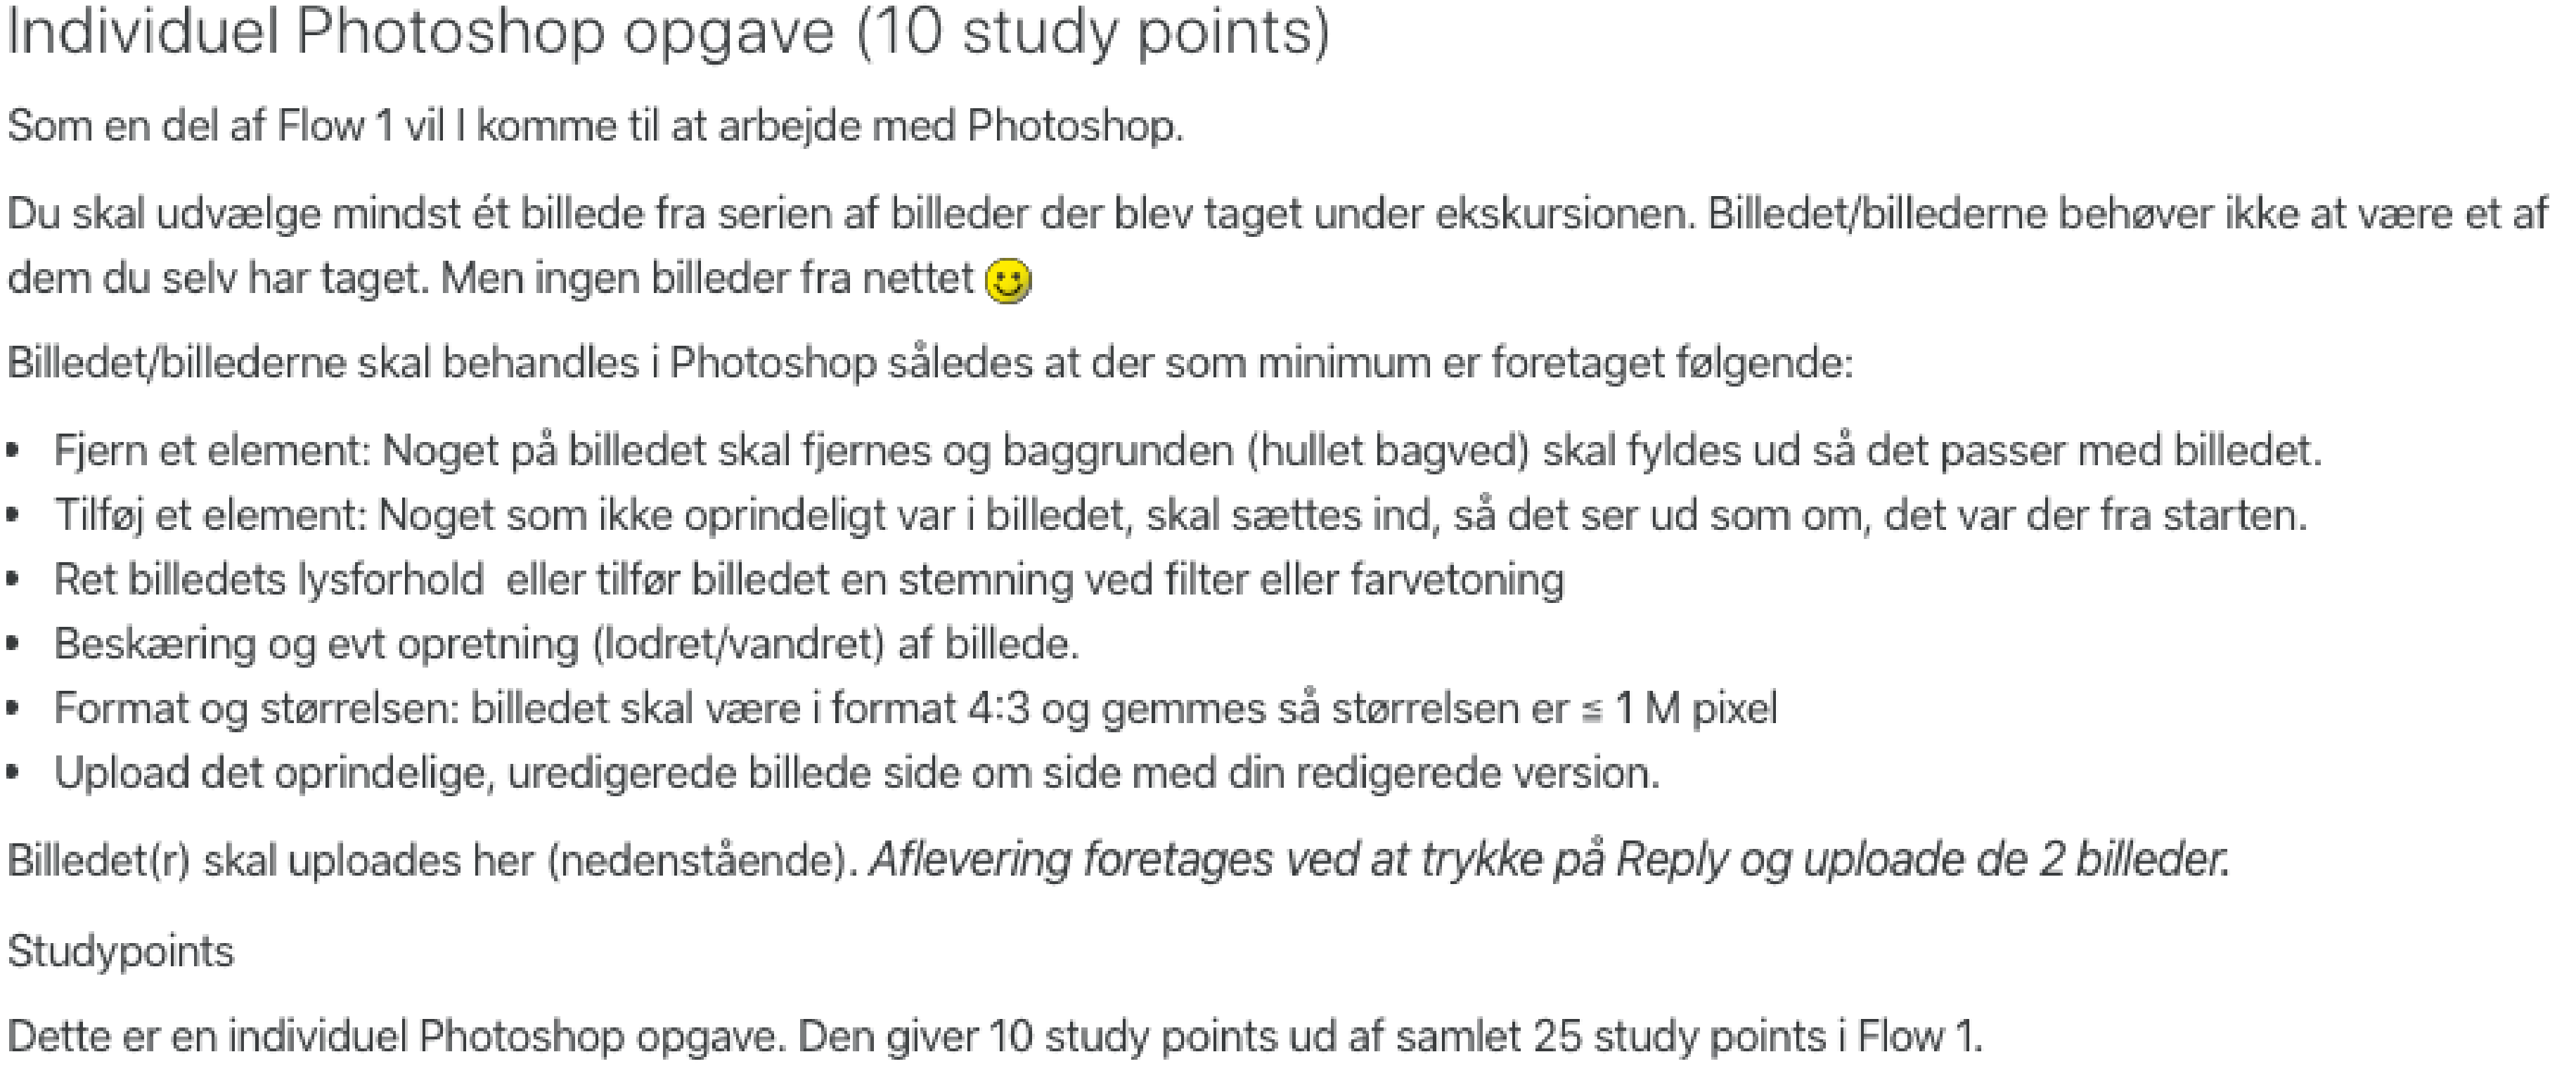 Individuel Photoshop opgave (10 study points)
Som en del af Flow 1 vil I komme til at arbejde med Photoshop.
Du skal udvælge mindst ét billede fra serien af billeder der blev taget under ekskursionen. Billedet/billederne behøver ikke at være et af
dem du selv har taget. Men ingen billeder fra nettet
Billedet/billederne skal behandles i Photoshop således at der som minimum er foretaget følgende:
• Fjern et element: Noget på billedet skal fjernes og baggrunden (hullet bagved) skal fyldes ud så det passer med billedet.
• Tilføj et element: Noget som ikke oprindeligt var i billedet, skal sættes ind, så det ser ud som om, det var der fra starten.
• Ret billedets lysforhold  eller tilfør billedet en stemning ved filter eller farvetoning
• Beskæring og evt opretning (lodret/vandret) af billede.
• Format og størrelsen: billedet skal være i format 4:3 og gemmes så størrelsen er ≤ 1 M pixel
• Upload det oprindelige, uredigerede billede side om side med din redigerede version.
Billedet(r) skal uploades her (nedenstående). Aflevering foretages ved at trykke på Reply og uploade de 2 billeder.
Studypoints
Dette er en individuel Photoshop opgave. Den giver 10 study points ud af samlet 25 study points i Flow 1.